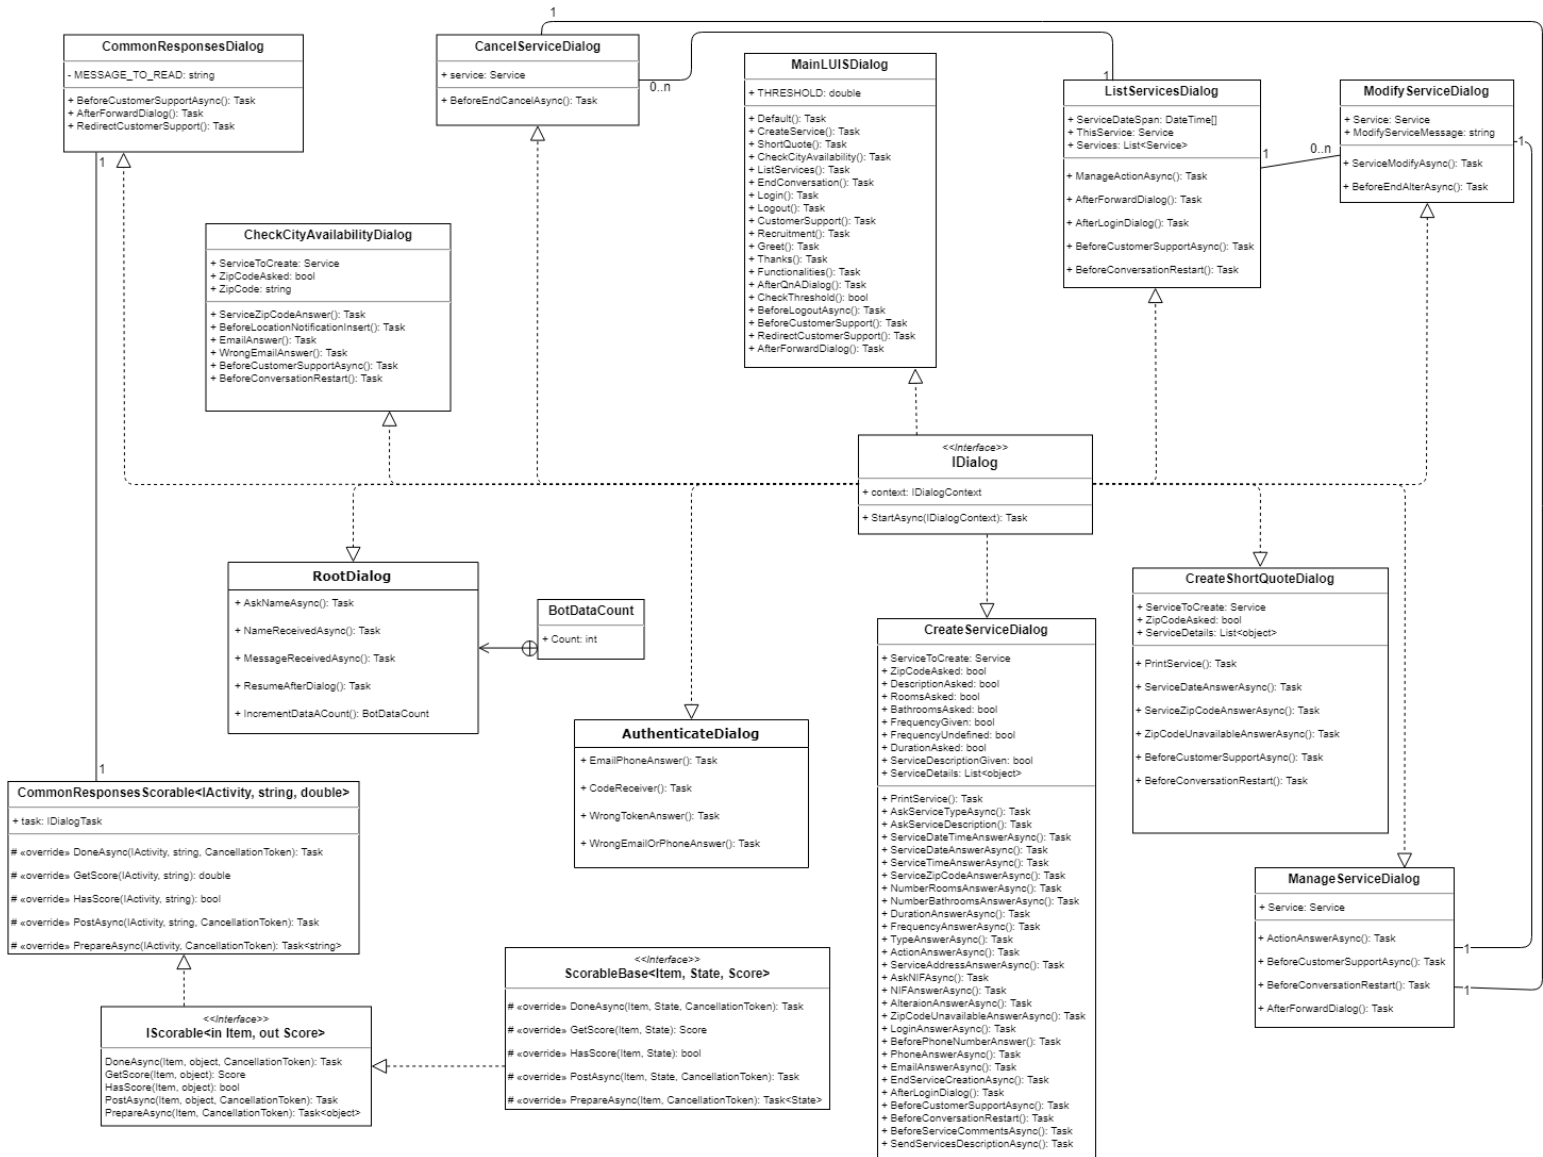 1
CommonResponsesDialog
- MESSAGE_TO_READ: string
+ BeforeCustomerSupportAsync(): Task
+ AfterForwardDialog(): Task
+ RedirectCustomerSupport(): Task
1
CancelServiceDialog
+ service: Service
+ BeforeEndCancelAsync(): Task
0..n
MainLUISDialog
+ THRESHOLD: double
+ Default(): Task
+ CreateService(): Task
+ ShortQuote(): Task
+ CheckCityAvailability(): Task
+ ListServices(): Task
+ EndConversation(): Task
+ Login(): Task
+ Logout(): Task
+ CustomerSupport(): Task
+ Recruitment(): Task
+ Greet(): Task
+ Thanks(): Task
+ Functionalities(): Task
+ AfterQnADialog(): Task
+ CheckThreshold(): bool
+ BeforeLogoutAsync(): Task
+ BeforeCustomerSupport(): Task
+ RedirectCustomerSupport(): Task
+ AfterForwardDialog(): Task
1
ListServicesDialog
+ ServiceDateSpan: DateTime[]
+ ThisService: Service
+ Services: List<Service>
+ ManageActionAsync(): Task
+ AfterForwardDialog(): Task
+ AfterLoginDialog(): Task
+ BeforeCustomerSupportAsync(): Task
+ BeforeConversationRestart(): Task
1
0..n
ModifyServiceDialog
+ Service: Service
+ ModifyServiceMessage: string
+ ServiceModifyAsync(): Task
+ BeforeEndAlterAsync(): Task
1
CheckCityAvailabilityDialog
+ ServiceToCreate: Service
+ ZipCodeAsked: bool
+ ZipCode: string
+ ServiceZipCodeAnswer(): Task
+ BeforeLocationNotificationInsert(): Task
+ EmailAnswer(): Task
+ WrongEmailAnswer(): Task
+ BeforeCustomerSupportAsync(): Task
+ BeforeConversationRestart(): Task
<<Interface>>
IDialog
+ context: IDialogContext
+ StartAsync(IDialogContext): Task
RootDialog
+ AskNameAsync(): Task
+ NameReceivedAsync(): Task
+ MessageReceivedAsync(): Task
+ ResumeAfterDialog(): Task
+ IncrementDataACount(): BotDataCount
BotDataCount
+ Count: int
AuthenticateDialog
+ EmailPhoneAnswer(): Task
+ CodeReceiver(): Task
+ WrongTokenAnswer(): Task
+ WrongEmailOrPhoneAnswer(): Task
CreateServiceDialog
+ ServiceToCreate: Service
+ ZipCodeAsked: bool
+ DescriptionAsked: bool
+ RoomsAsked: bool
+ BathroomsAsked: bool
+ FrequencyGiven: bool
+ FrequencyUndefined: bool
+ DurationAsked: bool
+ ServiceDescriptionGiven: bool
+ ServiceDetails: List<object>
+ PrintService(): Task
+ AskServiceTypeAsync(): Task
+ AskServiceDescription(): Task
+ ServiceDateTimeAnswerAsync(): Task
+ ServiceDateAnswerAsync(): Task
+ ServiceTimeAnswerAsync(): Task
+ ServiceZipCodeAnswerAsync(): Task
+ NumberRoomsAnswerAsync(): Task
+ NumberBathroomsAnswerAsync(): Task
+ DurationAnswerAsync(): Task
+ FrequencyAnswerAsync(): Task
+ TypeAnswerAsync(): Task
+ ActionAnswerAsync(): Task
+ ServiceAddressAnswerAsync(): Task
+ AskNIFAsync(): Task
+ NIFAnswerAsync(): Task
+ AlteraionAnswerAsync(): Task
+ ZipCodeUnavailableAnswerAsync(): Task
+ LoginAnswerAsync(): Task
+ BeforePhoneNumberAnswer(): Task
+ PhoneAnswerAsync(): Task
+ EmailAnswerAsync(): Task
+ EndServiceCreationAsync(): Task
+ AfterLoginDialog(): Task
+ BeforeCustomerSupportAsync(): Task
+ BeforeConversationRestart(): Task
+ BeforeServiceCommentsAsync(): Task
+ SendServicesDescriptionAsync(): Task
CreateShortQuoteDialog
+ ServiceToCreate: Service
+ ZipCodeAsked: bool
+ ServiceDetails: List<object>
+ PrintService(): Task
+ ServiceDateAnswerAsync(): Task
+ ServiceZipCodeAnswerAsync(): Task
+ ZipCodeUnavailableAnswerAsync(): Task
+ BeforeCustomerSupportAsync(): Task
+ BeforeConversationRestart(): Task
ManageServiceDialog
+ Service: Service
+ ActionAnswerAsync(): Task
+ BeforeCustomerSupportAsync(): Task
+ BeforeConversationRestart(): Task
+ AfterForwardDialog(): Task
1
1
1
CommonResponsesScorable<IActivity, string, double>
+ task: IDialogTask
# «override» DoneAsync(IActivity, string, CancellationToken): Task
# «override» GetScore(IActivity, string): double
# «override» HasScore(IActivity, string): bool
# «override» PostAsync(IActivity, string, CancellationToken): Task
# «override» PrepareAsync(IActivity, CancellationToken): Task<string>
<<Interface>>
IScorable<in Item, out Score>
DoneAsync(Item, object, CancellationToken): Task
GetScore(Item, object): Score
HasScore(Item, object): bool
PostAsync(Item, object, CancellationToken): Task
PrepareAsync(Item, CancellationToken): Task<object>
<<Interface>>
ScorableBase<Item, State, Score>
# «override» DoneAsync(Item, State, CancellationToken): Task
# «override» GetScore(Item, State): Score
# «override» HasScore(Item, State): bool
# «override» PostAsync(Item, State, CancellationToken): Task
# «override» PrepareAsync(Item, CancellationToken): Task<State>